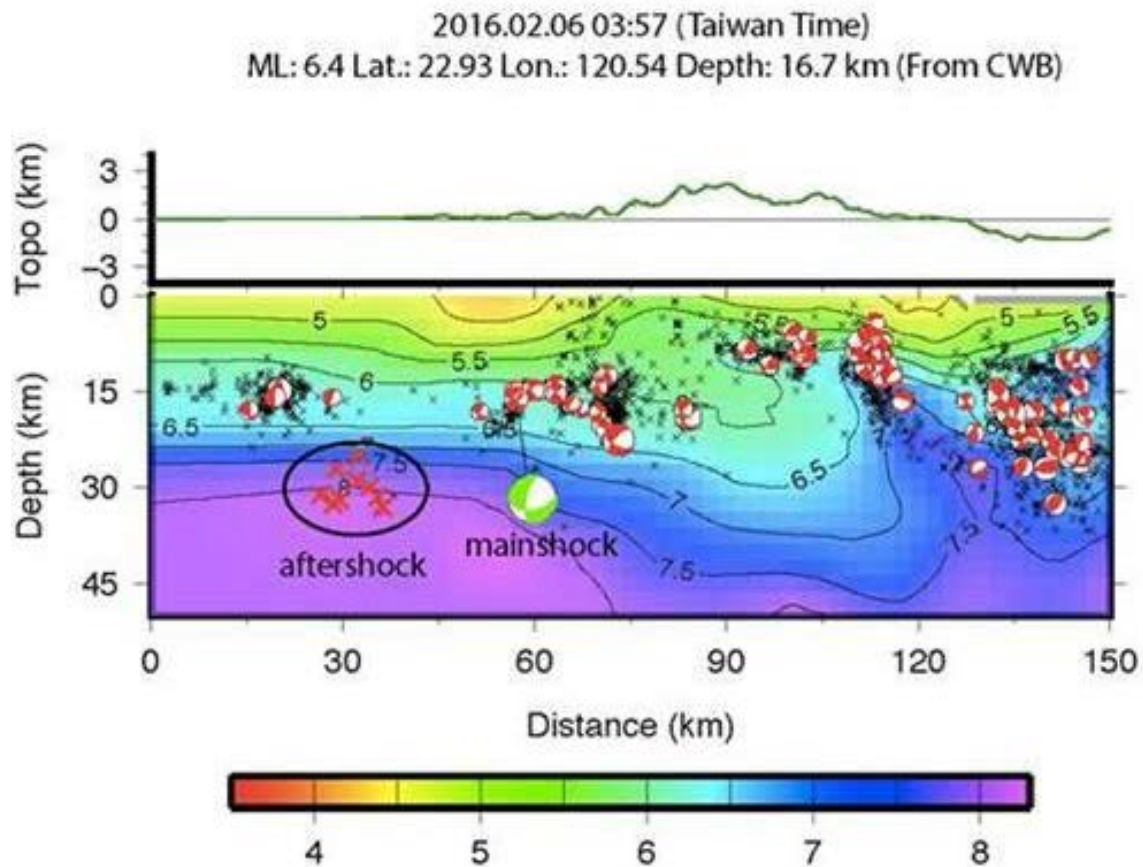 2016.02.06 03:57 (Taiwan Time)
ML: 6.4 Lat.: 22.93 Lon.: 120.54 Depth: 16.7 km (From CWB)
Topo (km)
3
0
−3
Depth (km)
0
15
30
45
5
5.5
6
6.5
7.5
8
6.5
5.5
5
5.5
6.5
7
7.5
7.5
aftershock
mainshock
0 30 60 90 120 150
Distance (km)
4 5 6 7 8